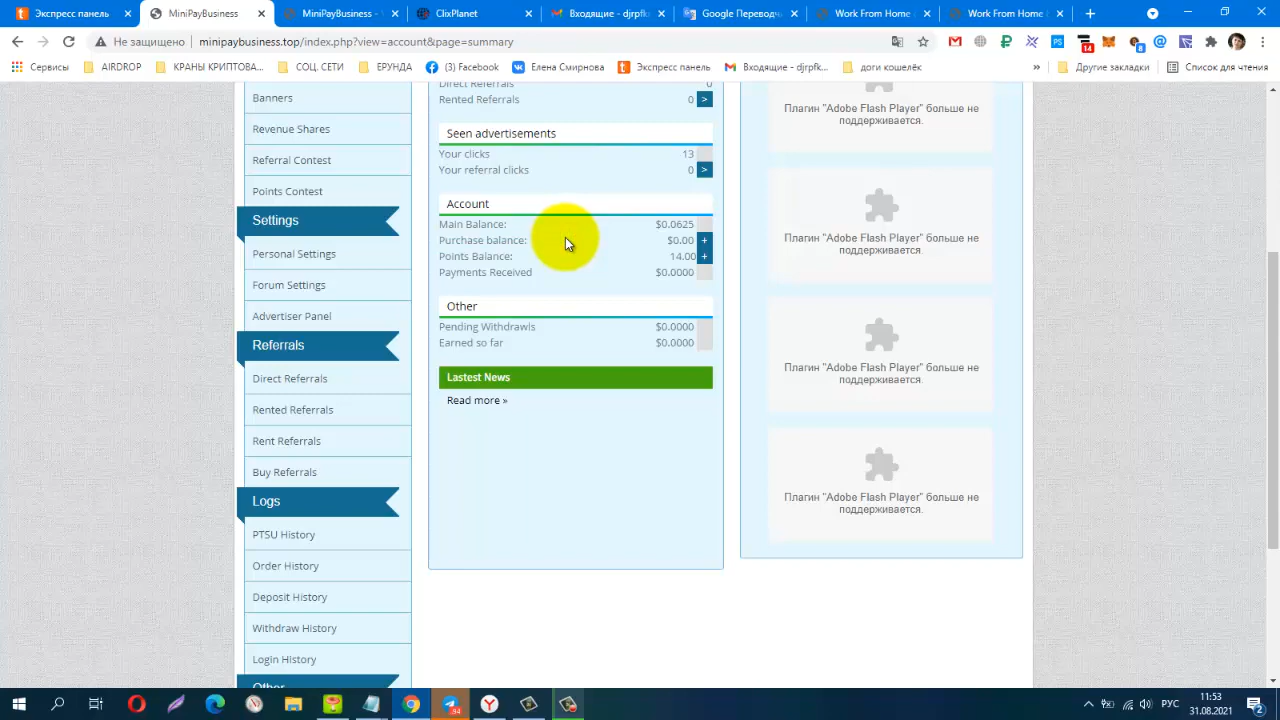 Экспресс панель
MiniPayBusiness
MiniPayBusiness -
ClixPlanet
Входящие - djrpfk
Google Переводч
Work From Home
Work From Home
Не защищено
minipaybusiness.top/index.php?view=account&page=summary
14
8
Сервисы
AIRDROP
КРАНЫ КРИПТОВА...
СОЦ. СЕТИ
ЕРУНДА
(3) Facebook
Елена Смирнова
Экспресс панель
Входящие - djrpfk...
доги кошелёк
»
Другие закладки
Список для чтения
Banners
Revenue Shares
Referral Contest
Points Contest
Settings
Personal Settings
Forum Settings
Advertiser Panel
Referrals
Direct Referrals
Rented Referrals
Rent Referrals
Buy Referrals
Logs
PTSU History
Order History
Deposit History
Withdraw History
Login History
Other
Direct Referrals 0
Rented Referrals 0 >
Seen advertisements
Your clicks 13
Your referral clicks 0 >
Account
Main Balance: $0.0625
Purchase balance: $0.00 +
Points Balance: 14.00 +
Payments Received $0.0000
Other
Pending Withdrawls $0.0000
Earned so far $0.0000
Lastest News
Read more »
Плагин "Adobe Flash Player" больше не
поддерживается.
Плагин "Adobe Flash Player" больше не
поддерживается.
Плагин "Adobe Flash Player" больше не
поддерживается.
Плагин "Adobe Flash Player" больше не
поддерживается.
94
РУС
11:53
31.08.2021
2